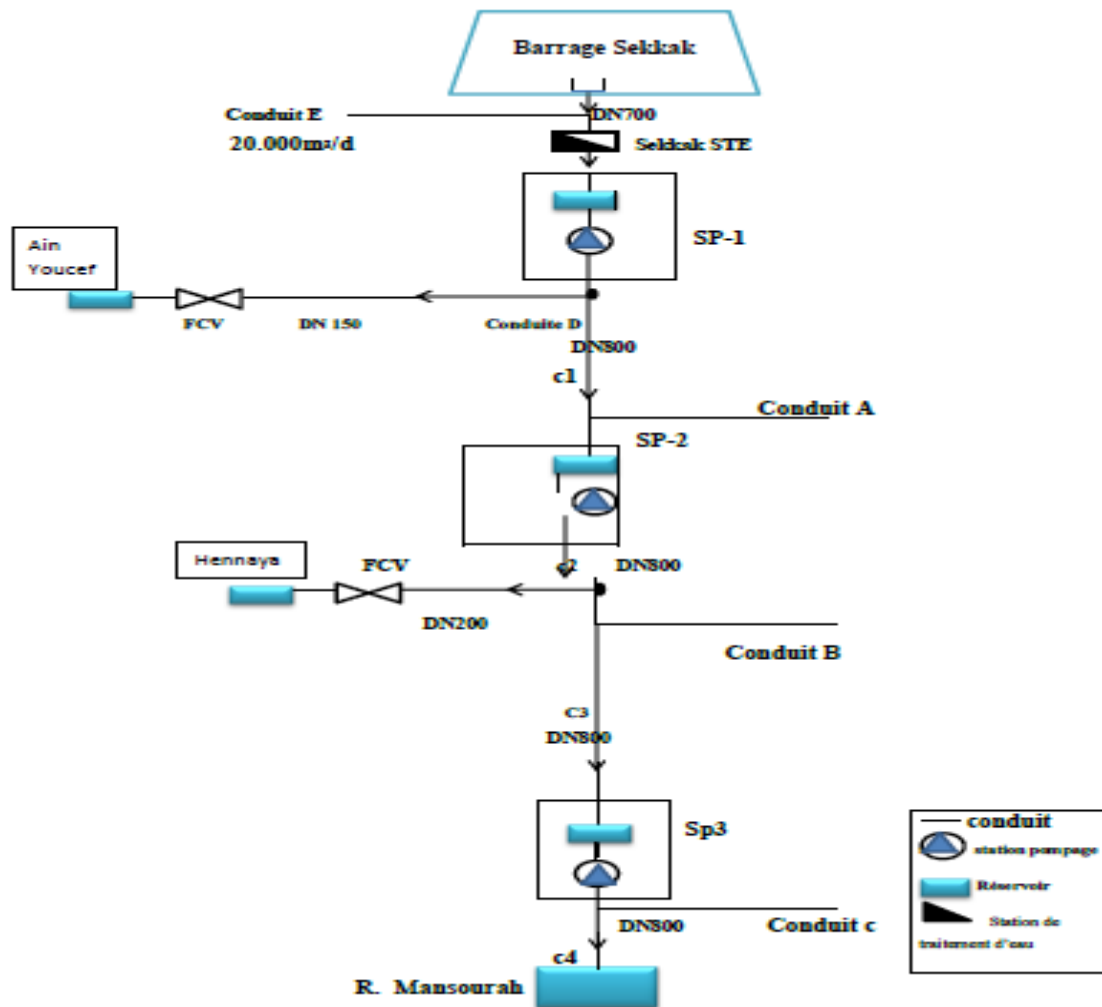 Barrage Sekkak
Conduit E
DN700
20.000m³/d
Sekkak STE
SP-1
Ain
Youcef
FCV
DN 150
Conduite D
DN800
c1
Conduit A
SP-2
Hennaya
FCV
c2
DN800
DN200
Conduit B
C3
DN800
Sp3
conduit
station pompage
Réservoir
Station de
traitement d'eau
DN800
Conduit c
c4
R. Mansourah